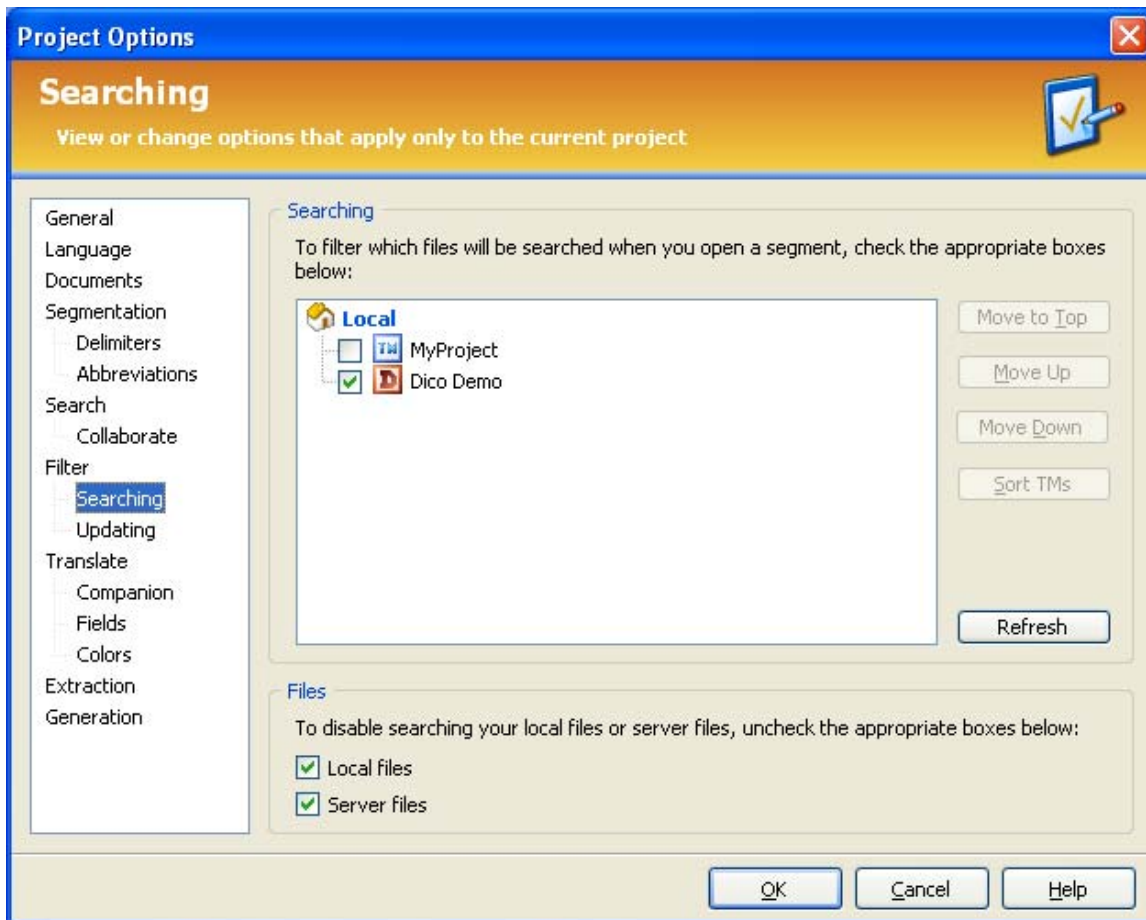 Project Options
Searching
View or change options that apply only to the current project
General
Language
Documents
Segmentation
Delimiters
Abbreviations
Search
Collaborate
Filter
Searching
Updating
Translate
Companion
Fields
Colors
Extraction
Generation
Searching
To filter which files will be searched when you open a segment, check the appropriate boxes
below:
Local
TM MyProject
D Dico Demo
Move to Top
Move Up
Move Down
Sort TMs
Refresh
Files
To disable searching your local files or server files, uncheck the appropriate boxes below:
Local files
Server files
OK Cancel Help